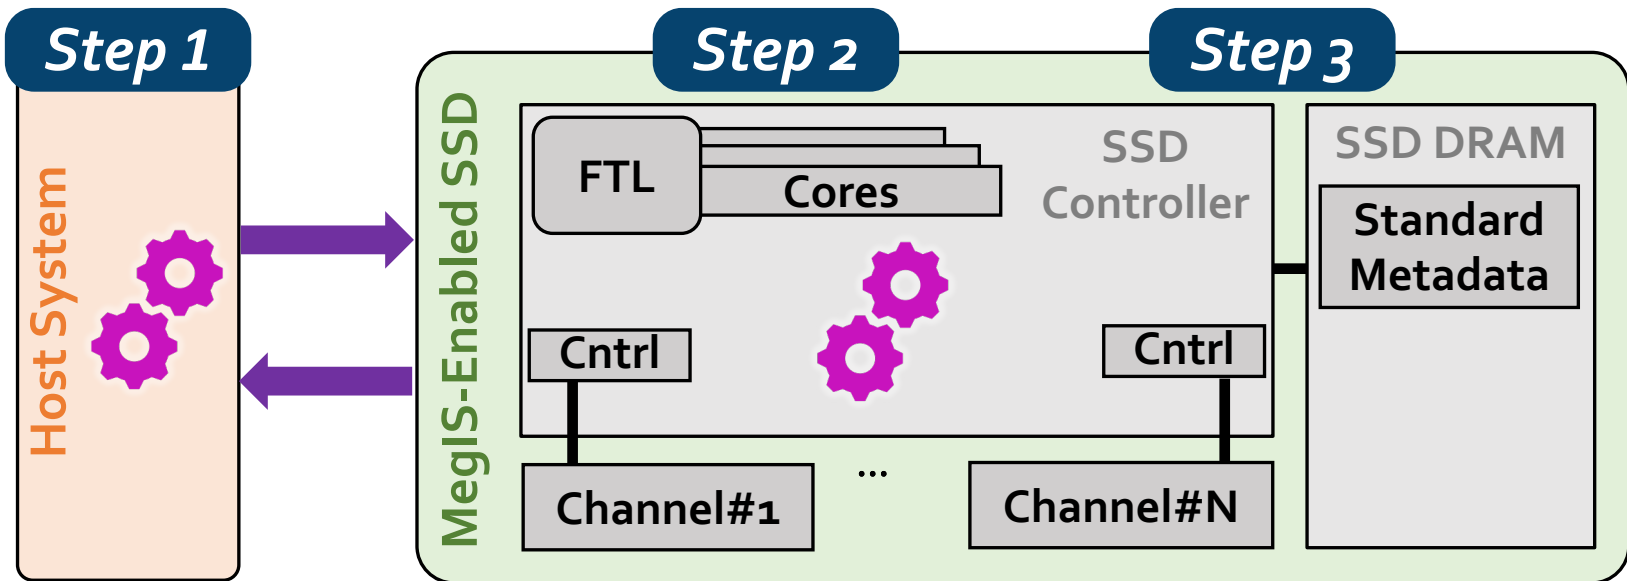 Step 1
Step 2
Step 3
Host System
MegIS-Enabled SSD
FTL
Cores
SSD
Controller
SSD DRAM
Standard
Metadata
Cntrl
Cntrl
Channel#1
...
Channel#N